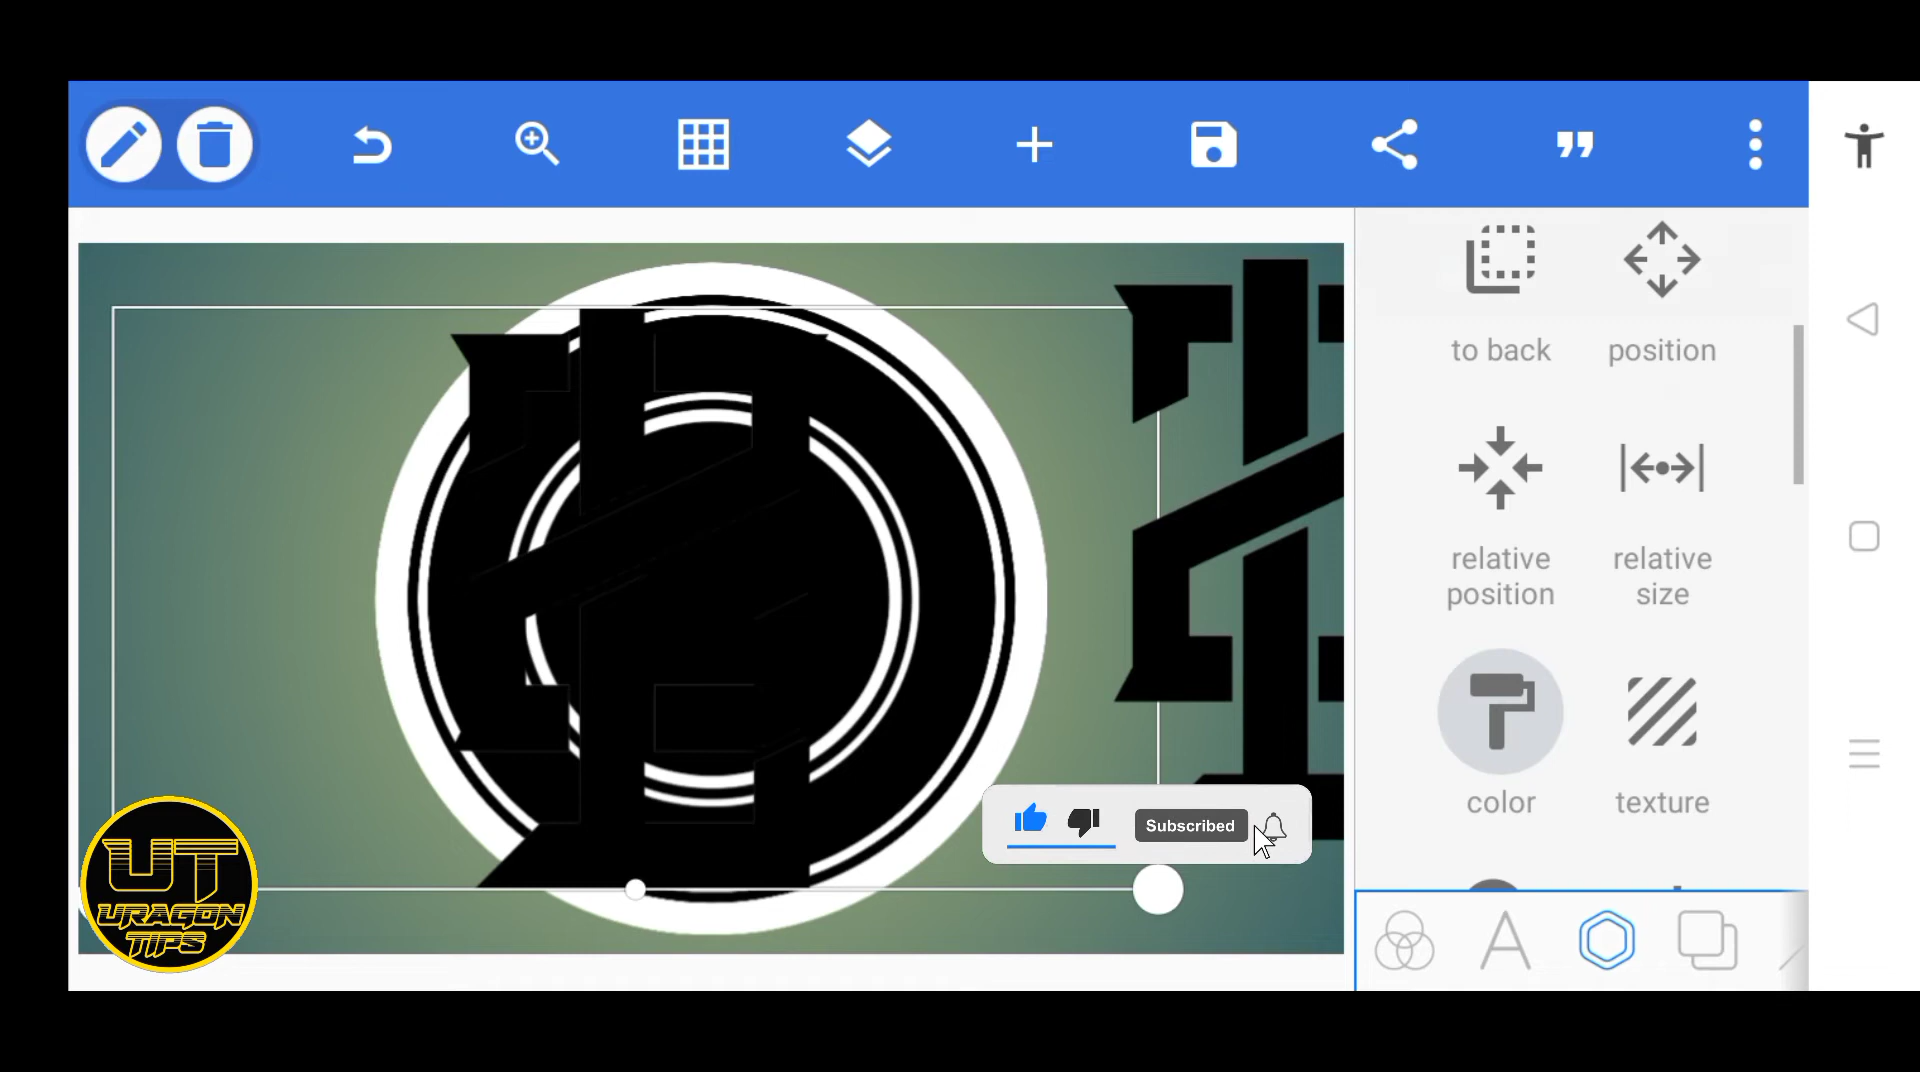 to back
position
relative
position
relative
size
color
texture
Subscribed
UT
URAGON
TIPS